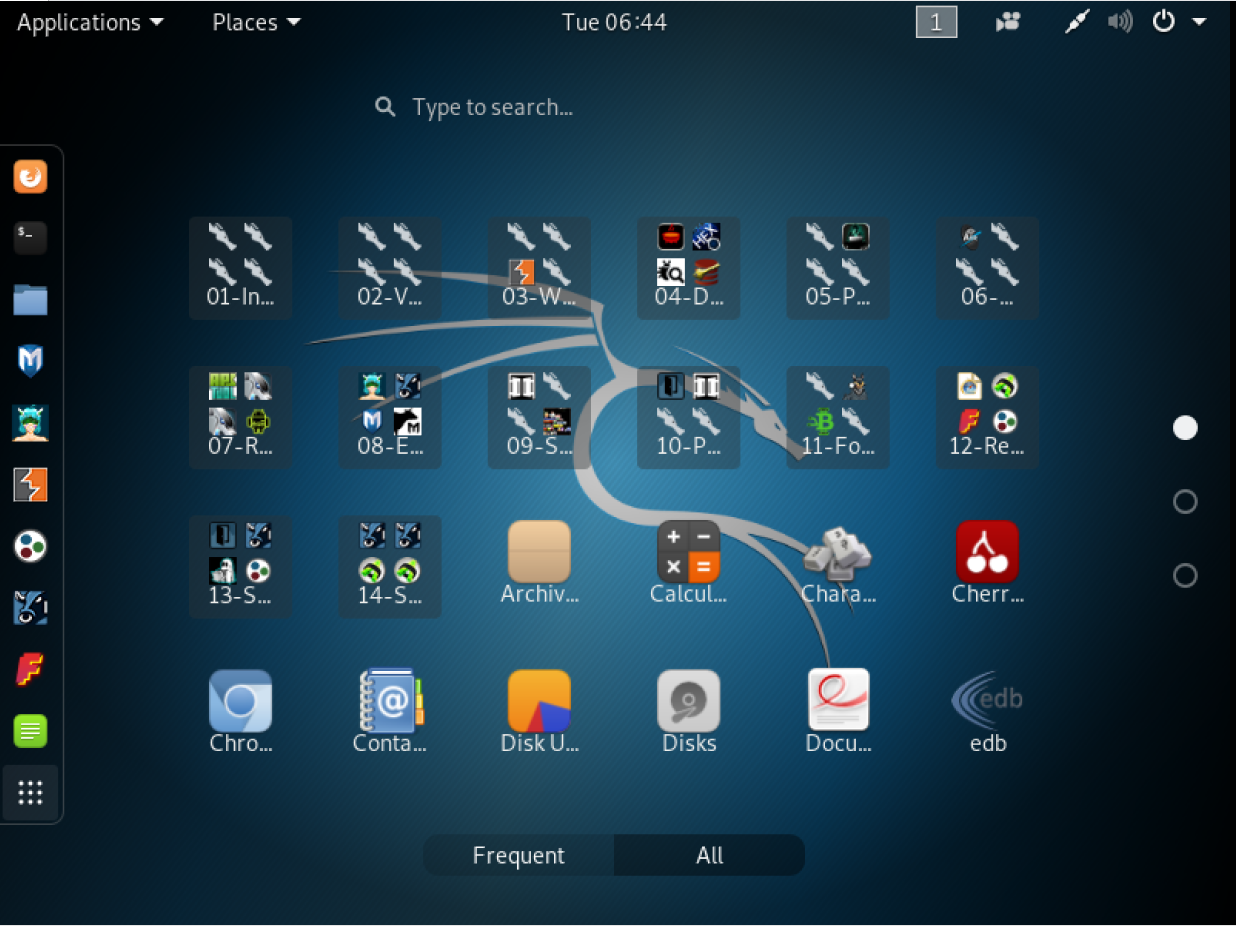 Applications Places Tue 06:44 1
Type to search...
$_
01-In... 02-V... 03-W... 04-D... 05-P... 06-...
07-R... 08-E... 09-S... 10-P... 11-Fo... 12-Re...
13-S... 14-S... Archiv... Calcul... Chara... Cherr...
edb
Chro... Conta... Disk U... Disks Docu... edb
Frequent All